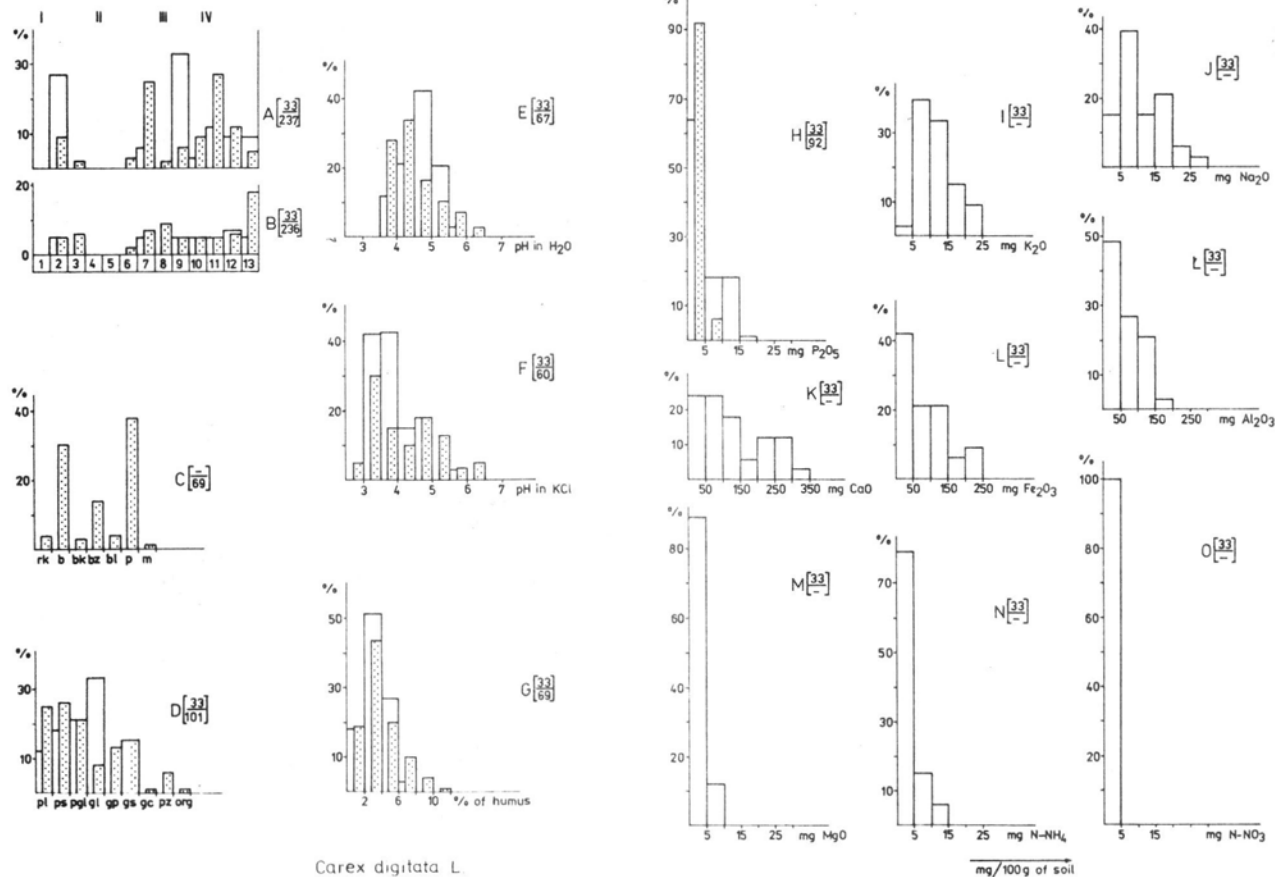 I II III IV
%
30
10
A [33/237]
20
0
B [33/236]
1 2 3 4 5 6 7 8 9 10 11 12 13
%
40
20
C [-/69]
rk b bk bz bl p m
%
30
10
D [33/101]
pl ps pgl gl gp gs gc pz org
%
40
20
E [33/67]
3 4 5 6 7 pH in H₂O
%
40
20
F [33/60]
3 4 5 6 7 pH in KCl
%
50
30
10
G [33/69]
2 6 10 % of humus
Carex digitata L.
%
90
70
50
30
10
H [33/92]
5 15 25 mg P₂O₅
%
30
10
I [33/-]
5 15 25 mg K₂O
%
40
20
J [33/-]
5 15 25 mg Na₂O
%
20
K [33/-]
50 150 250 350 mg CaO
%
40
20
L [33/-]
50 150 250 mg Fe₂O₃
%
50
30
10
Ł [33/-]
50 150 250 mg Al₂O₃
%
80
60
40
20
M [33/-]
5 15 25 mg MgO
%
70
50
30
10
N [33/-]
5 15 25 mg N-NH₄
%
100
80
60
40
20
O [33/-]
5 15 mg N-NO₃
mg/100g of soil